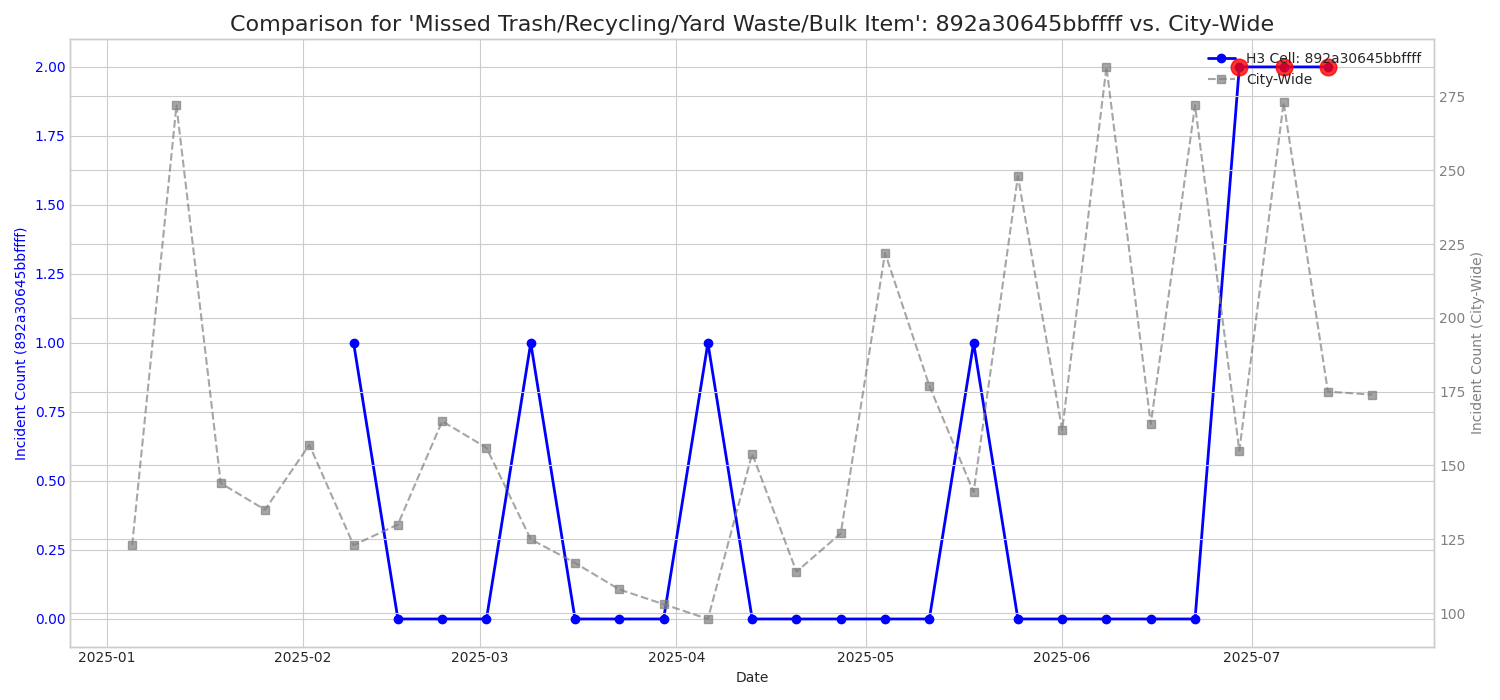 Comparison for 'Missed Trash/Recycling/Yard Waste/Bulk Item': 892a30645bbffff vs. City-Wide
H3 Cell: 892a30645bbffff
City-Wide
Incident Count (892a30645bbffff)
2.00
1.75
1.50
1.25
1.00
0.75
0.50
0.25
0.00
275
250
225
200
175
150
125
100
Incident Count (City-Wide)
2025-01 2025-02 2025-03 2025-04 2025-05 2025-06 2025-07
Date